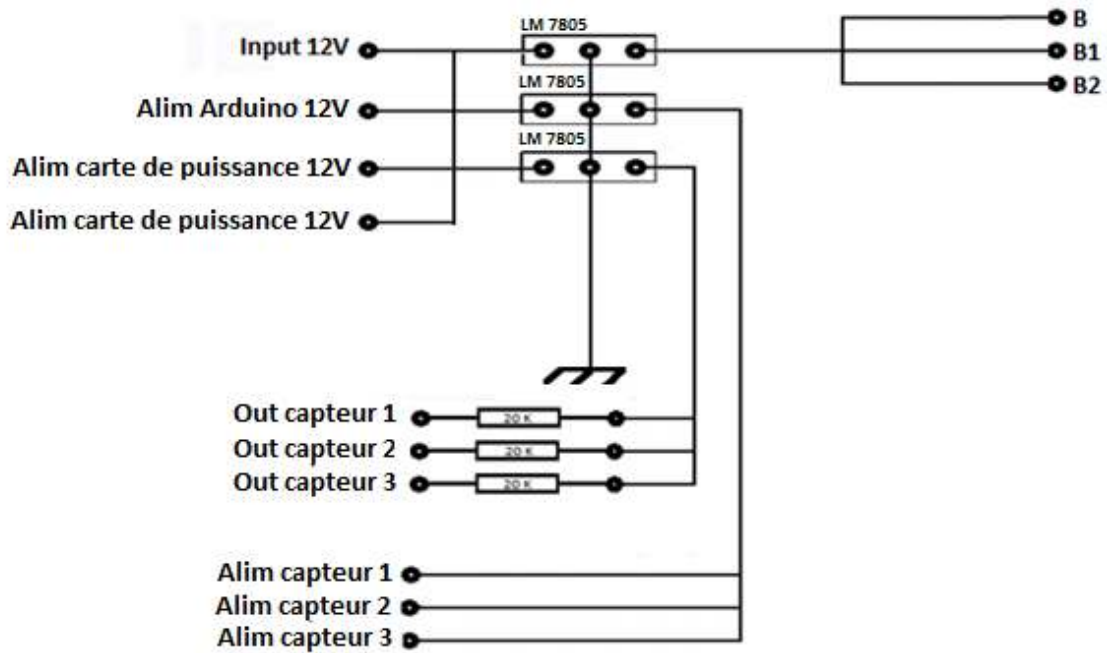 LM 7805
B
Input 12V
B1
LM 7805
B2
Alim Arduino 12V
LM 7805
Alim carte de puissance 12V
Alim carte de puissance 12V
Out capteur 1
20 K
Out capteur 2
20 K
Out capteur 3
20 K
Alim capteur 1
Alim capteur 2
Alim capteur 3